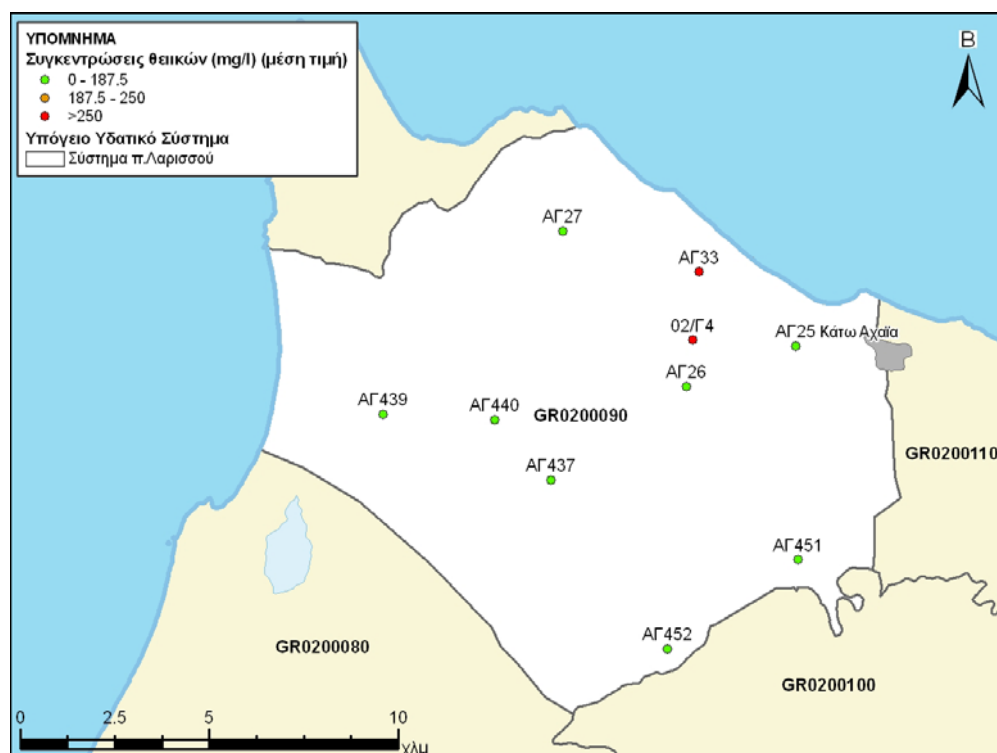 ΥΠΟΜΝΗΜΑ
Συγκεντρώσεις θειικών (mg/l) (μέση τιμή)
0 - 187.5
187.5 - 250
>250
Υπόγειο Υδατικό Σύστημα
Σύστημα π.Λαρισσού
Β
ΑΓ27
ΑΓ33
02/Γ4
ΑΓ25 Κάτω Αχαΐα
ΑΓ26
ΑΓ439
ΑΓ440
GR0200090
ΑΓ437
GR0200110
ΑΓ451
ΑΓ452
GR0200080
GR0200100
0 2.5 5 10
χλμ